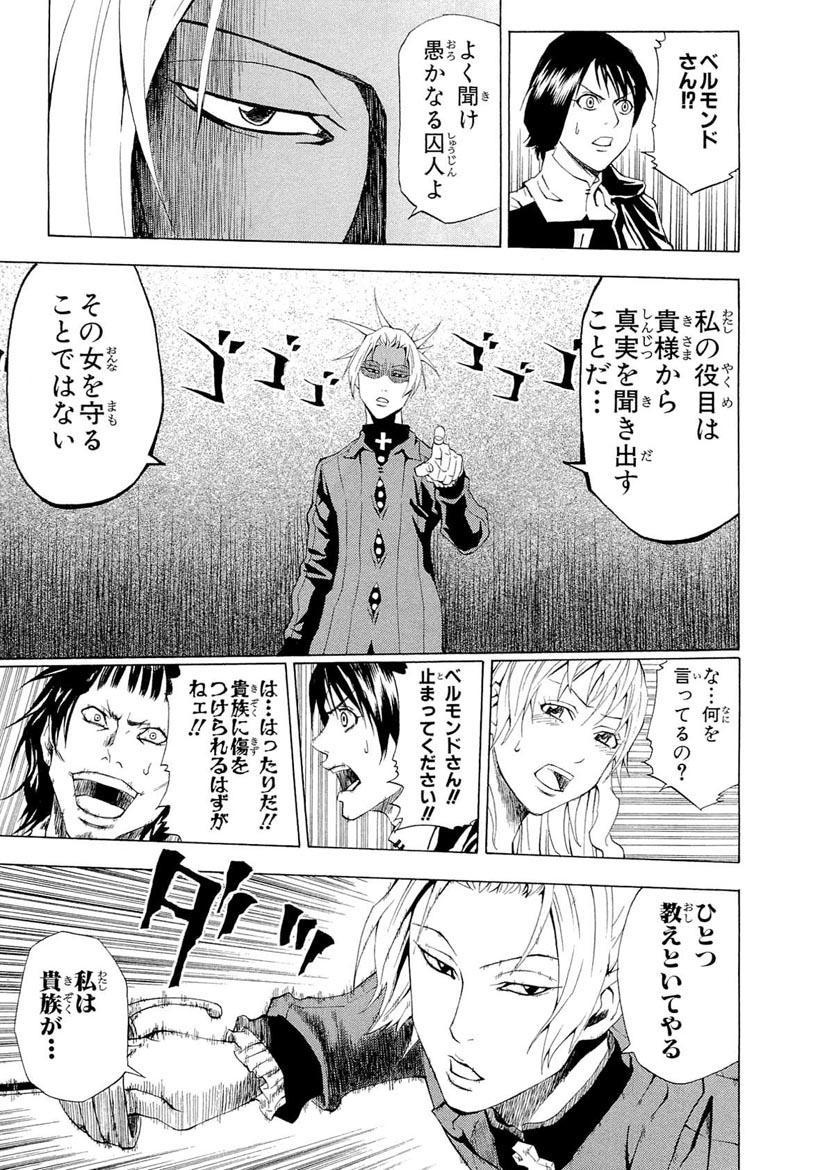 ベルモンド
さん!?
よく聞け
愚かなる囚人よ
私の役目は
貴様から
真実を聞き出す
ことだ…
ゴゴゴゴゴゴ
その女を守る
ことではない
な…何を
言ってるの?
ベルモンドさん!!
止まってください!!
は…はったりだ!!
貴族に傷を
つけられるはずが
ねェ!!
ひとつ
教えといてやる
ダッ
私は
貴族が…